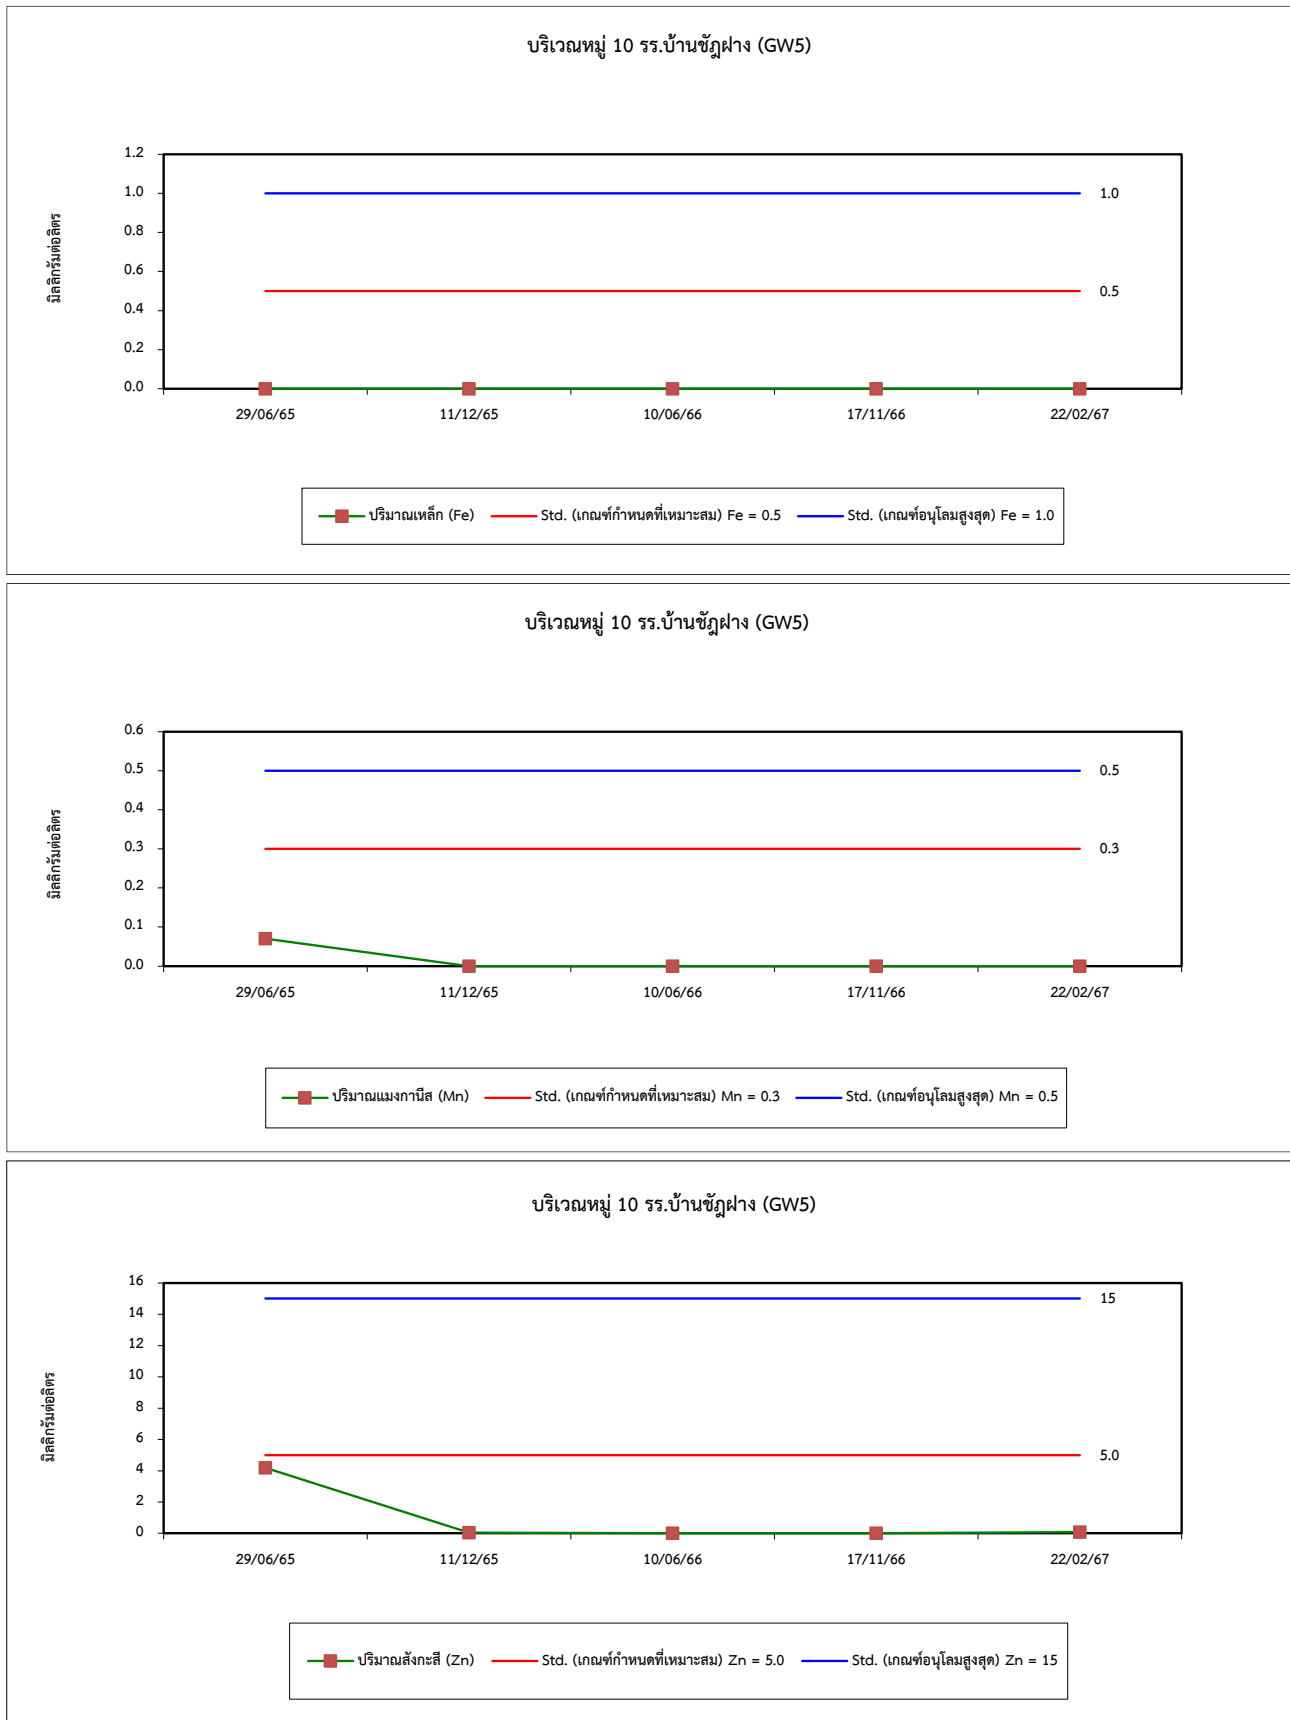 บริเวณหมู่ 10 รร.บ้านชัฎฝาง (GW5)
มิลลิกรัมต่อลิตร
1.2
1.0
0.8
0.6
0.4
0.2
0.0
1.0
0.5
29/06/65 11/12/65 10/06/66 17/11/66 22/02/67
ปริมาณเหล็ก (Fe) Std. (เกณฑ์กำหนดที่เหมาะสม) Fe = 0.5 Std. (เกณฑ์อนุโลมสูงสุด) Fe = 1.0
บริเวณหมู่ 10 รร.บ้านชัฎฝาง (GW5)
มิลลิกรัมต่อลิตร
0.6
0.5
0.4
0.3
0.2
0.1
0.0
0.5
0.3
29/06/65 11/12/65 10/06/66 17/11/66 22/02/67
ปริมาณแมงกานีส (Mn) Std. (เกณฑ์กำหนดที่เหมาะสม) Mn = 0.3 Std. (เกณฑ์อนุโลมสูงสุด) Mn = 0.5
บริเวณหมู่ 10 รร.บ้านชัฎฝาง (GW5)
มิลลิกรัมต่อลิตร
16
14
12
10
8
6
4
2
0
15
5.0
29/06/65 11/12/65 10/06/66 17/11/66 22/02/67
ปริมาณสังกะสี (Zn) Std. (เกณฑ์กำหนดที่เหมาะสม) Zn = 5.0 Std. (เกณฑ์อนุโลมสูงสุด) Zn = 15